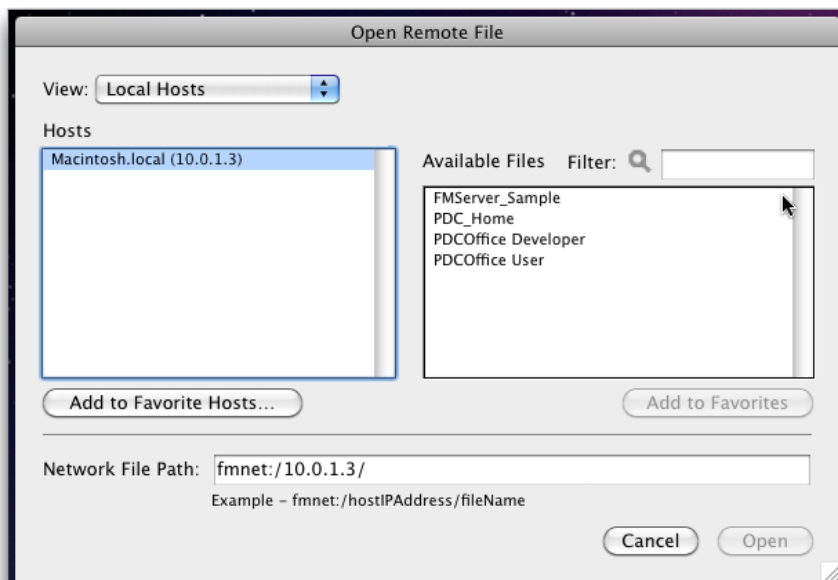 Open Remote File
View: Local Hosts
Hosts
Macintosh.local (10.0.1.3)
Available Files Filter:
FMServer_Sample
PDC_Home
PDCOffice Developer
PDCOffice User
Add to Favorite Hosts...
Add to Favorites
Network File Path: fmnet:/10.0.1.3/
Example – fmnet:/hostIPAddress/fileName
Cancel Open